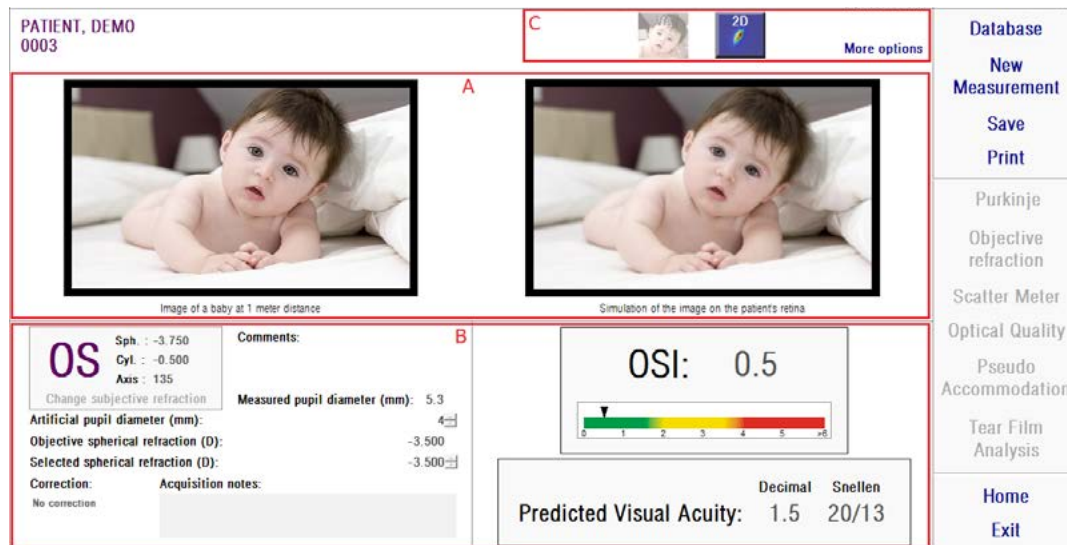 PATIENT, DEMO
0003
C
2D
More options
A
Image of a baby at 1 meter distance
Simulation of the image on the patient's retina
B
OS
Sph. : -3.750
Cyl. : -0.500
Axis : 135
Change subjective refraction
Comments:
Measured pupil diameter (mm): 5.3
Artificial pupil diameter (mm): 4
Objective spherical refraction (D): -3.500
Selected spherical refraction (D): -3.500
Correction: Acquisition notes:
No correction
OSI: 0.5
0 1 2 3 4 5 >6
Decimal Snellen
Predicted Visual Acuity: 1.5 20/13
Database
New
Measurement
Save
Print
Purkinje
Objective
refraction
Scatter Meter
Optical Quality
Pseudo
Accommodation
Tear Film
Analysis
Home
Exit